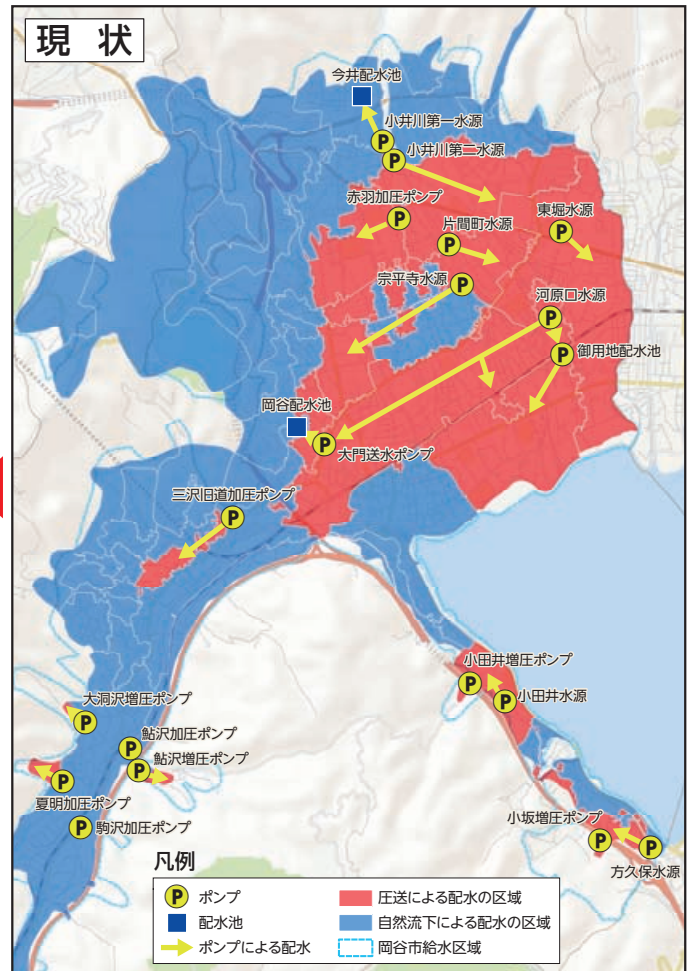 現 状
今井配水池
小井川第一水源
P
小井川第二水源
P
赤羽加圧ポンプ
P
片間町水源
P
東堀水源
P
宗平寺水源
P
河原口水源
P
御用地配水池
P
岡谷配水池
大門送水ポンプ
P
三沢旧道加圧ポンプ
P
小田井増圧ポンプ
P
小田井水源
P
大洞沢増圧ポンプ
P
鮎沢加圧ポンプ
P
鮎沢増圧ポンプ
P
夏明加圧ポンプ
P
駒沢加圧ポンプ
P
小坂増圧ポンプ
P
方久保水源
P
凡例
P ポンプ
配水池
ポンプによる配水
圧送による配水の区域
自然流下による配水の区域
岡谷市給水区域